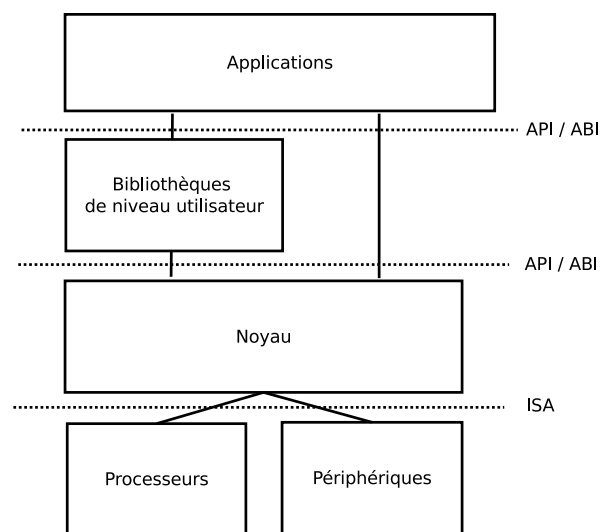 Applications
API / ABI
Bibliothèques
de niveau utilisateur
API / ABI
Noyau
ISA
Processeurs
Périphériques